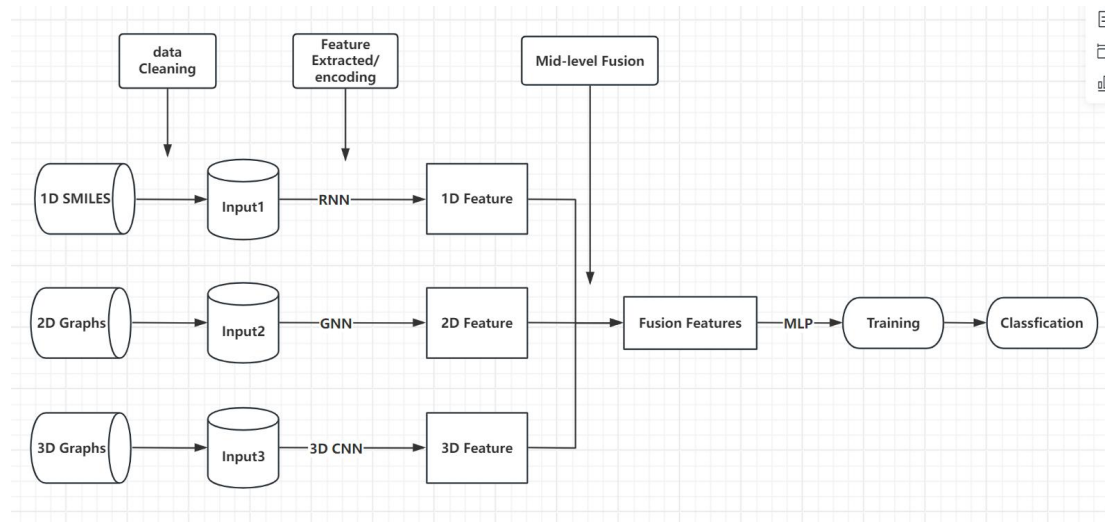 data
Cleaning
Feature
Extracted/
encoding
Mid-level Fusion
1D SMILES
Input1
RNN
1D Feature
2D Graphs
Input2
GNN
2D Feature
Fusion Features
MLP
Training
Classfication
3D Graphs
Input3
3D CNN
3D Feature